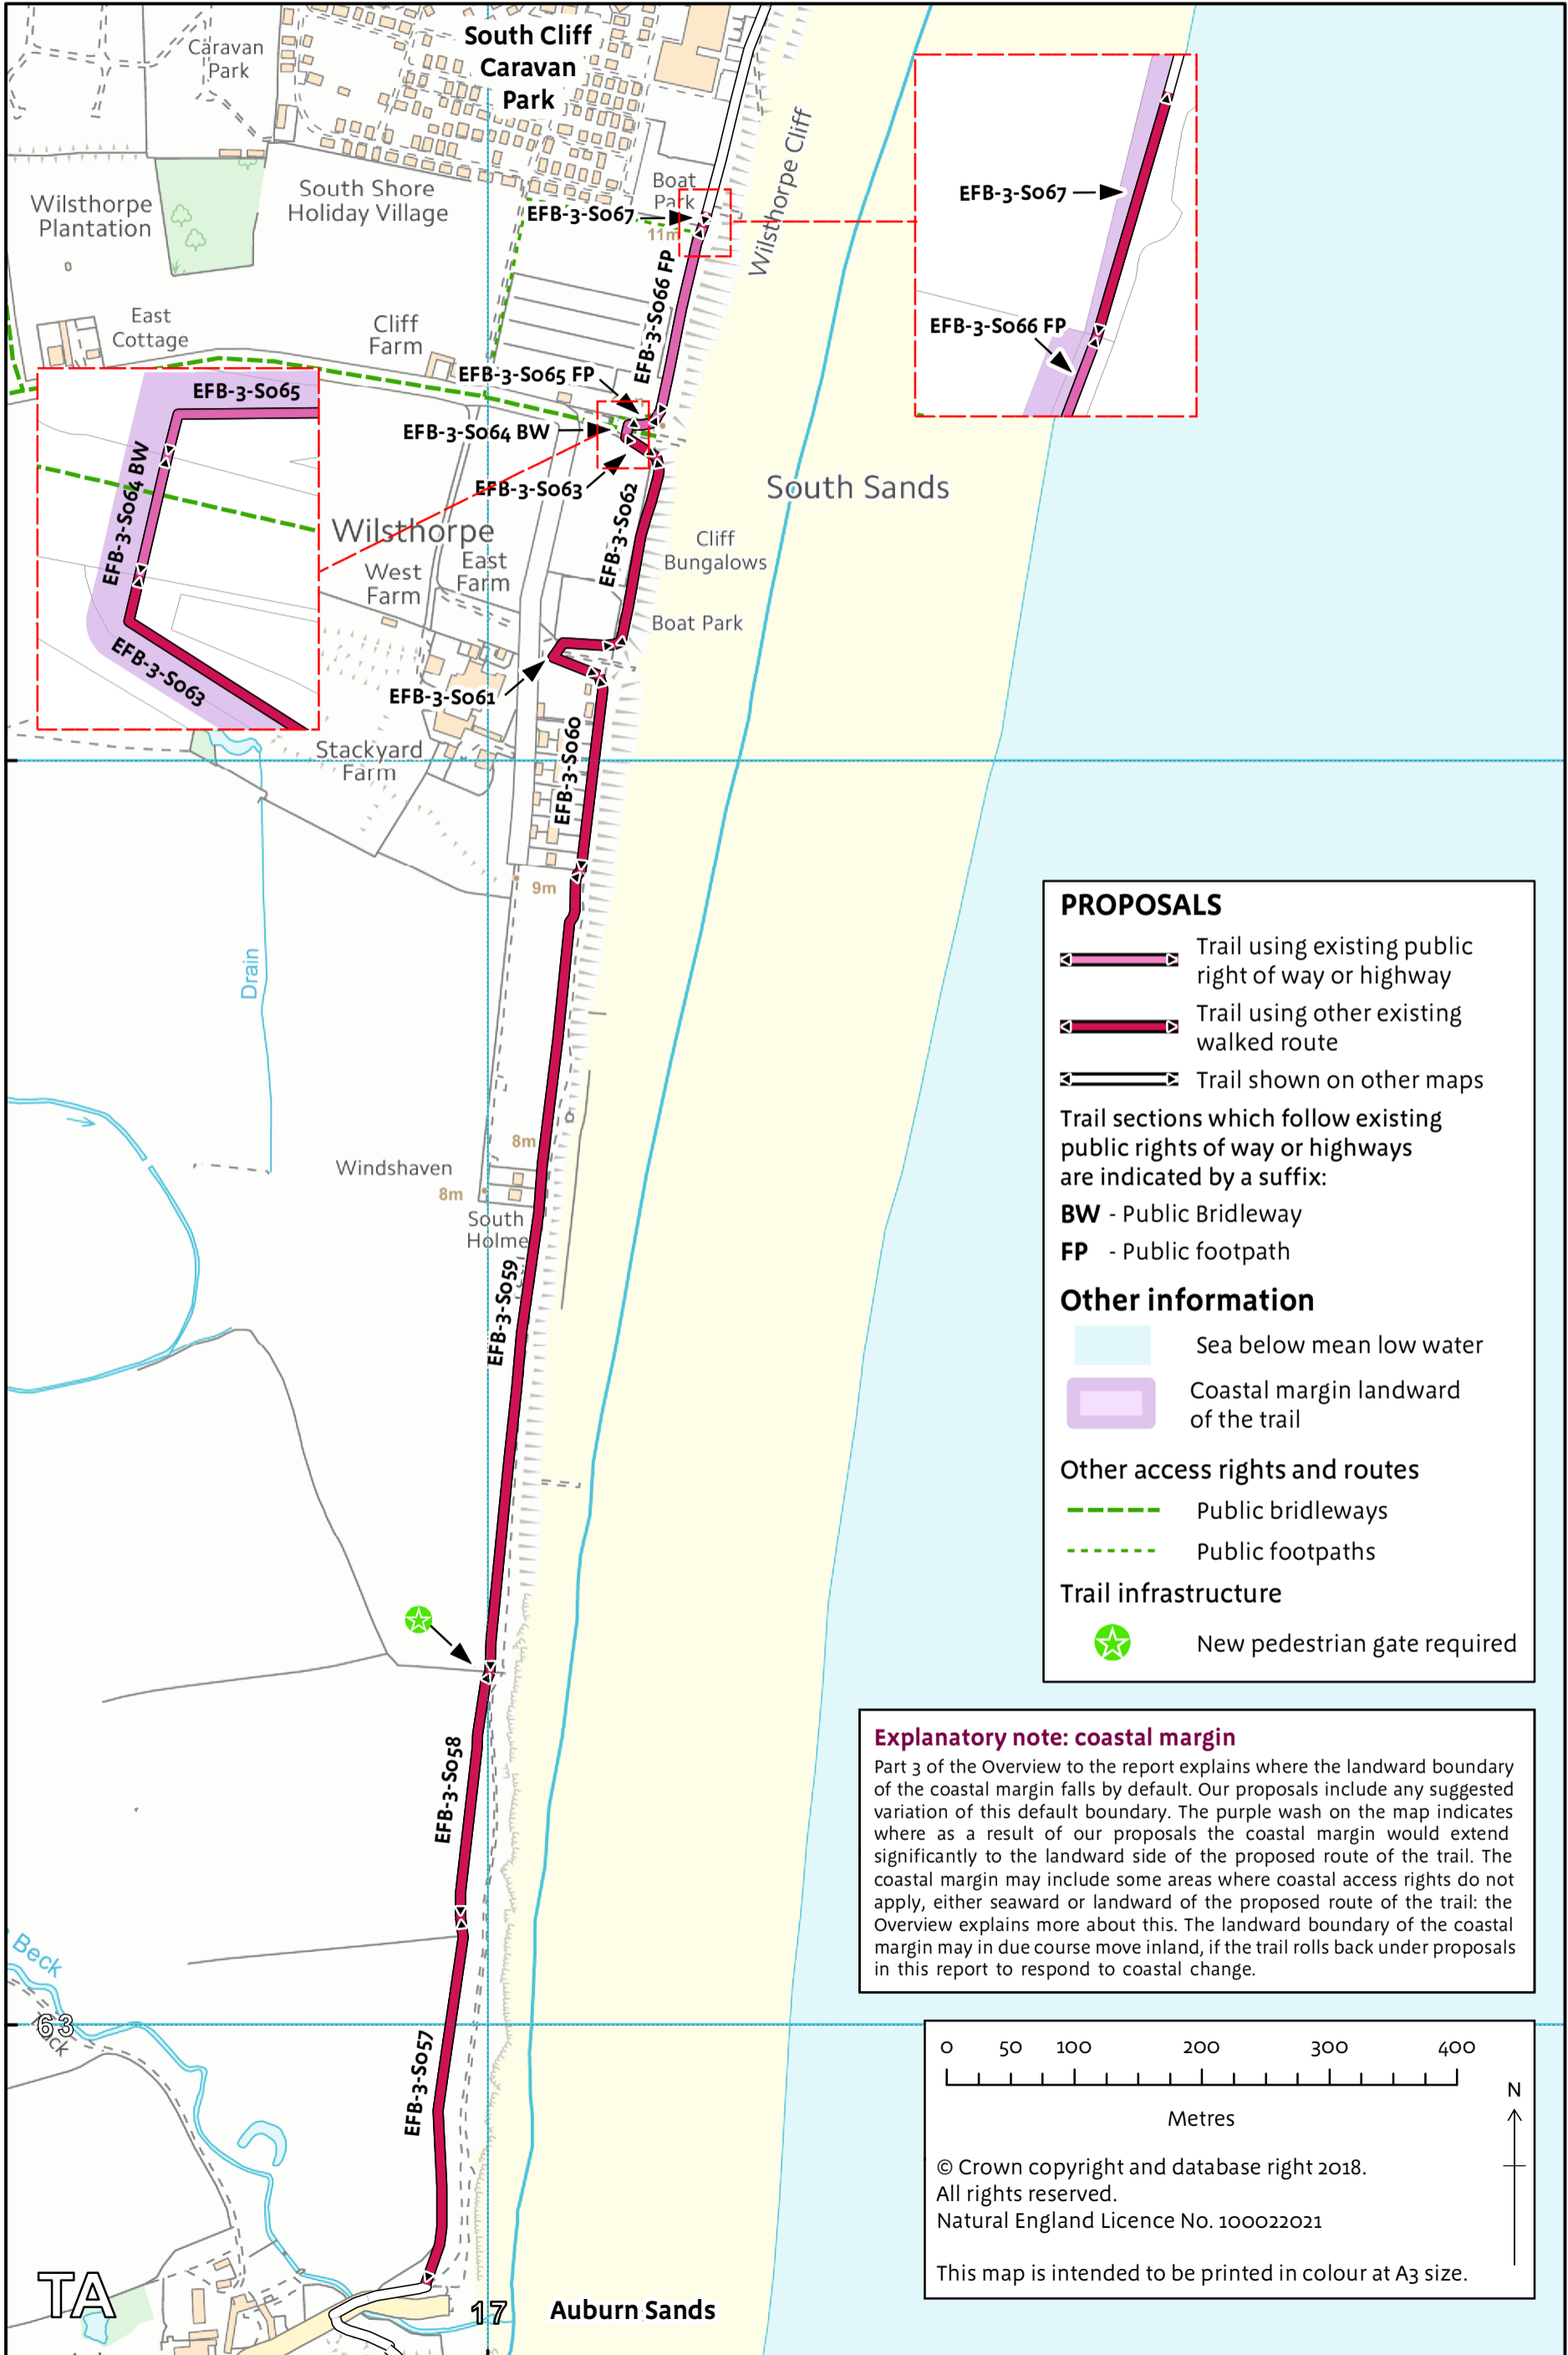 South Cliff
Caravan
Park
Caravan
Park
Wilsthorpe
Plantation
South Shore
Holiday Village
Boat
Park
EFB-3-S067
11m
Wilsthorpe Cliff
EFB-3-S066 FP
East
Cottage
Cliff
Farm
EFB-3-S065 FP
EFB-3-S064 BW
EFB-3-S063
EFB-3-S062
EFB-3-S067
EFB-3-S066 FP
EFB-3-S065
EFB-3-S064 BW
EFB-3-S063
South Sands
Wilsthorpe
West
Farm
East
Farm
Cliff
Bungalows
Boat Park
EFB-3-S061
EFB-3-S060
Stackyard
Farm
9m
Drain
8m
Windshaven
8m
South
Holme
EFB-3-S059
EFB-3-S058
Beck
63
Track
EFB-3-S057
TA
17
Auburn Sands
PROPOSALS
Trail using existing public
right of way or highway
Trail using other existing
walked route
Trail shown on other maps
Trail sections which follow existing
public rights of way or highways
are indicated by a suffix:
BW - Public Bridleway
FP - Public footpath
Other information
Sea below mean low water
Coastal margin landward
of the trail
Other access rights and routes
Public bridleways
Public footpaths
Trail infrastructure
New pedestrian gate required
Explanatory note: coastal margin
Part 3 of the Overview to the report explains where the landward boundary
of the coastal margin falls by default. Our proposals include any suggested
variation of this default boundary. The purple wash on the map indicates
where as a result of our proposals the coastal margin would extend
significantly to the landward side of the proposed route of the trail. The
coastal margin may include some areas where coastal access rights do not
apply, either seaward or landward of the proposed route of the trail: the
Overview explains more about this. The landward boundary of the coastal
margin may in due course move inland, if the trail rolls back under proposals
in this report to respond to coastal change.
0 50 100 200 300 400
Metres
N
© Crown copyright and database right 2018.
All rights reserved.
Natural England Licence No. 100022021
This map is intended to be printed in colour at A3 size.